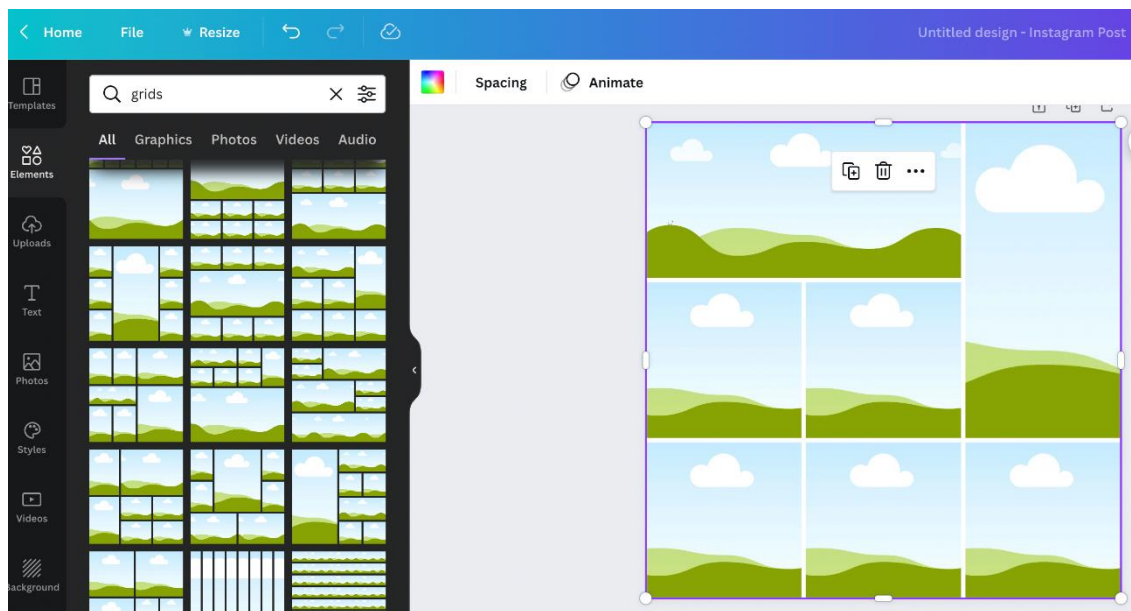 Home File Resize Untitled design - Instagram Post
Templates
Elements
Uploads
Text
Photos
Styles
Videos
Background
grids
All Graphics Photos Videos Audio
Spacing Animate